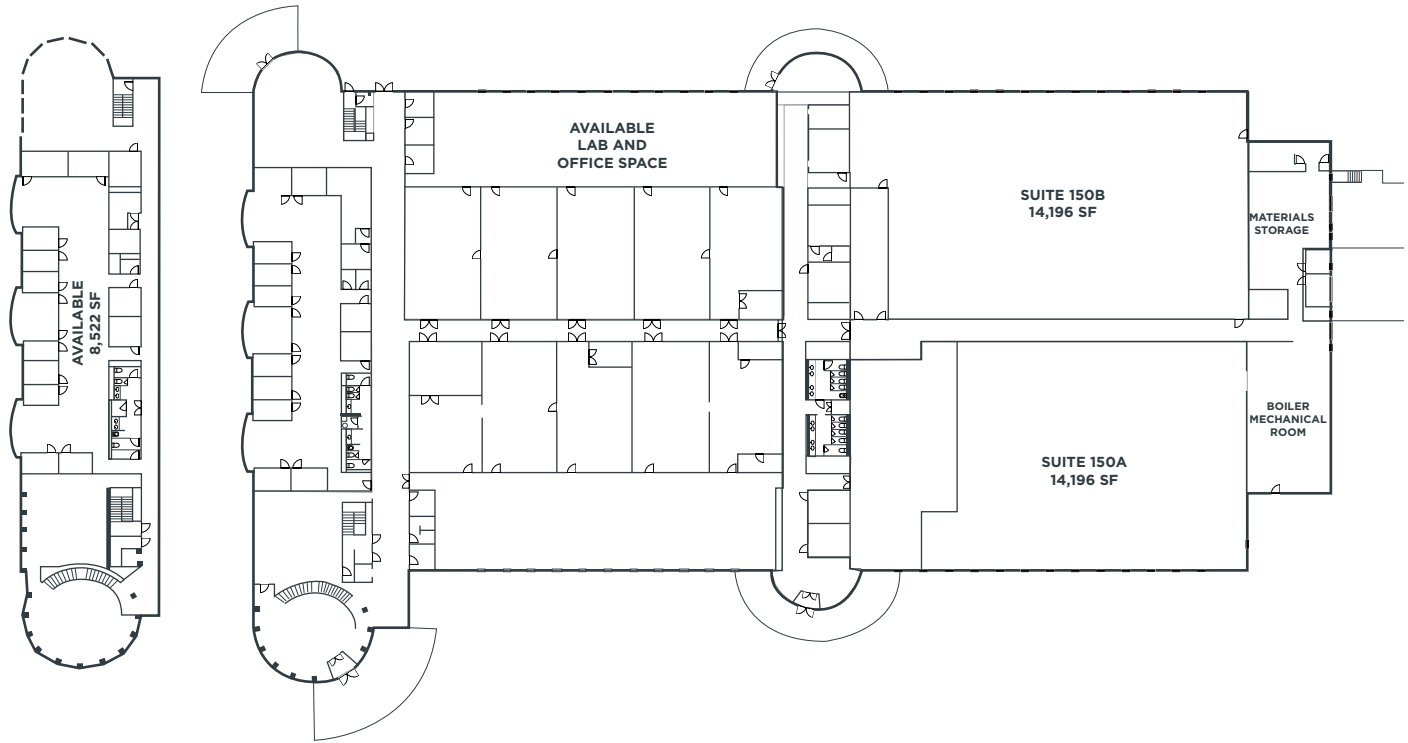 AVAILABLE
8,522 SF
AVAILABLE
LAB AND
OFFICE SPACE
SUITE 150B
14,196 SF
MATERIALS
STORAGE
SUITE 150A
14,196 SF
BOILER
MECHANICAL
ROOM